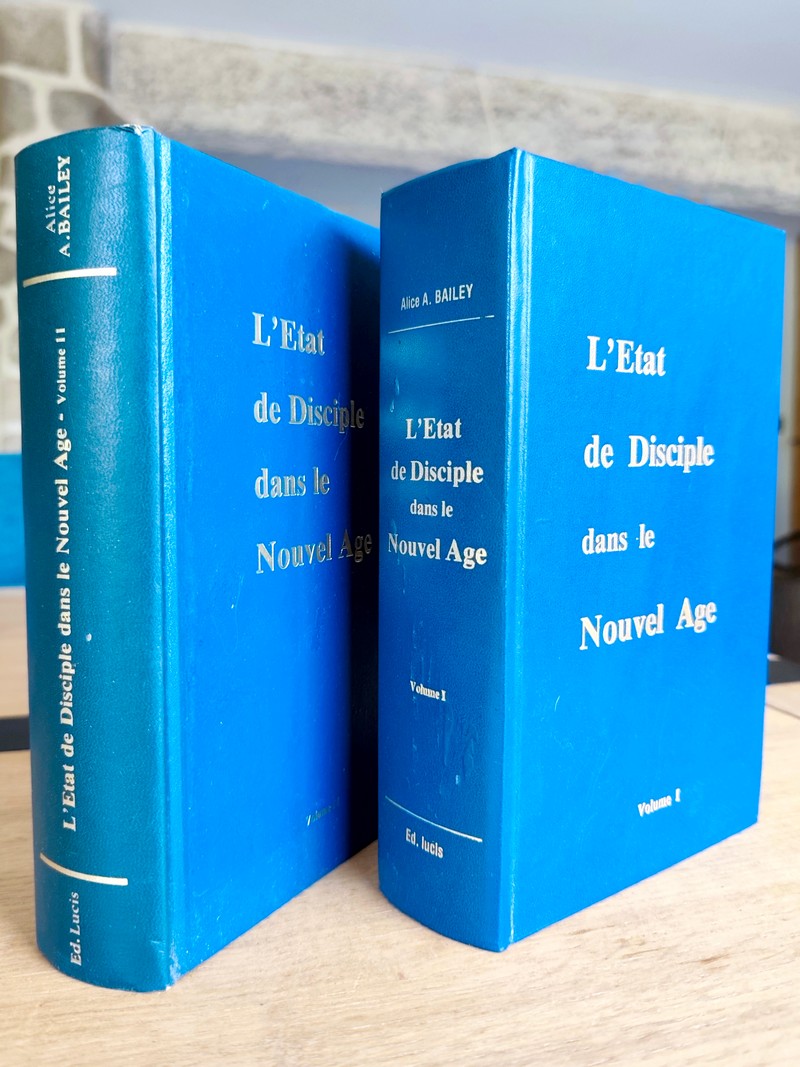 Alice
A. BAILEY
L'Etat de Disciple dans le Nouvel Age - Volume II
Ed. Lucis
L'Etat
de Disciple
dans le
Nouvel Age
Volume
Alice A. BAILEY
L'Etat
de Disciple
dans le
Nouvel Age
Volume I
Ed. lucis
L'Etat
de Disciple
dans le
Nouvel Age
Volume I